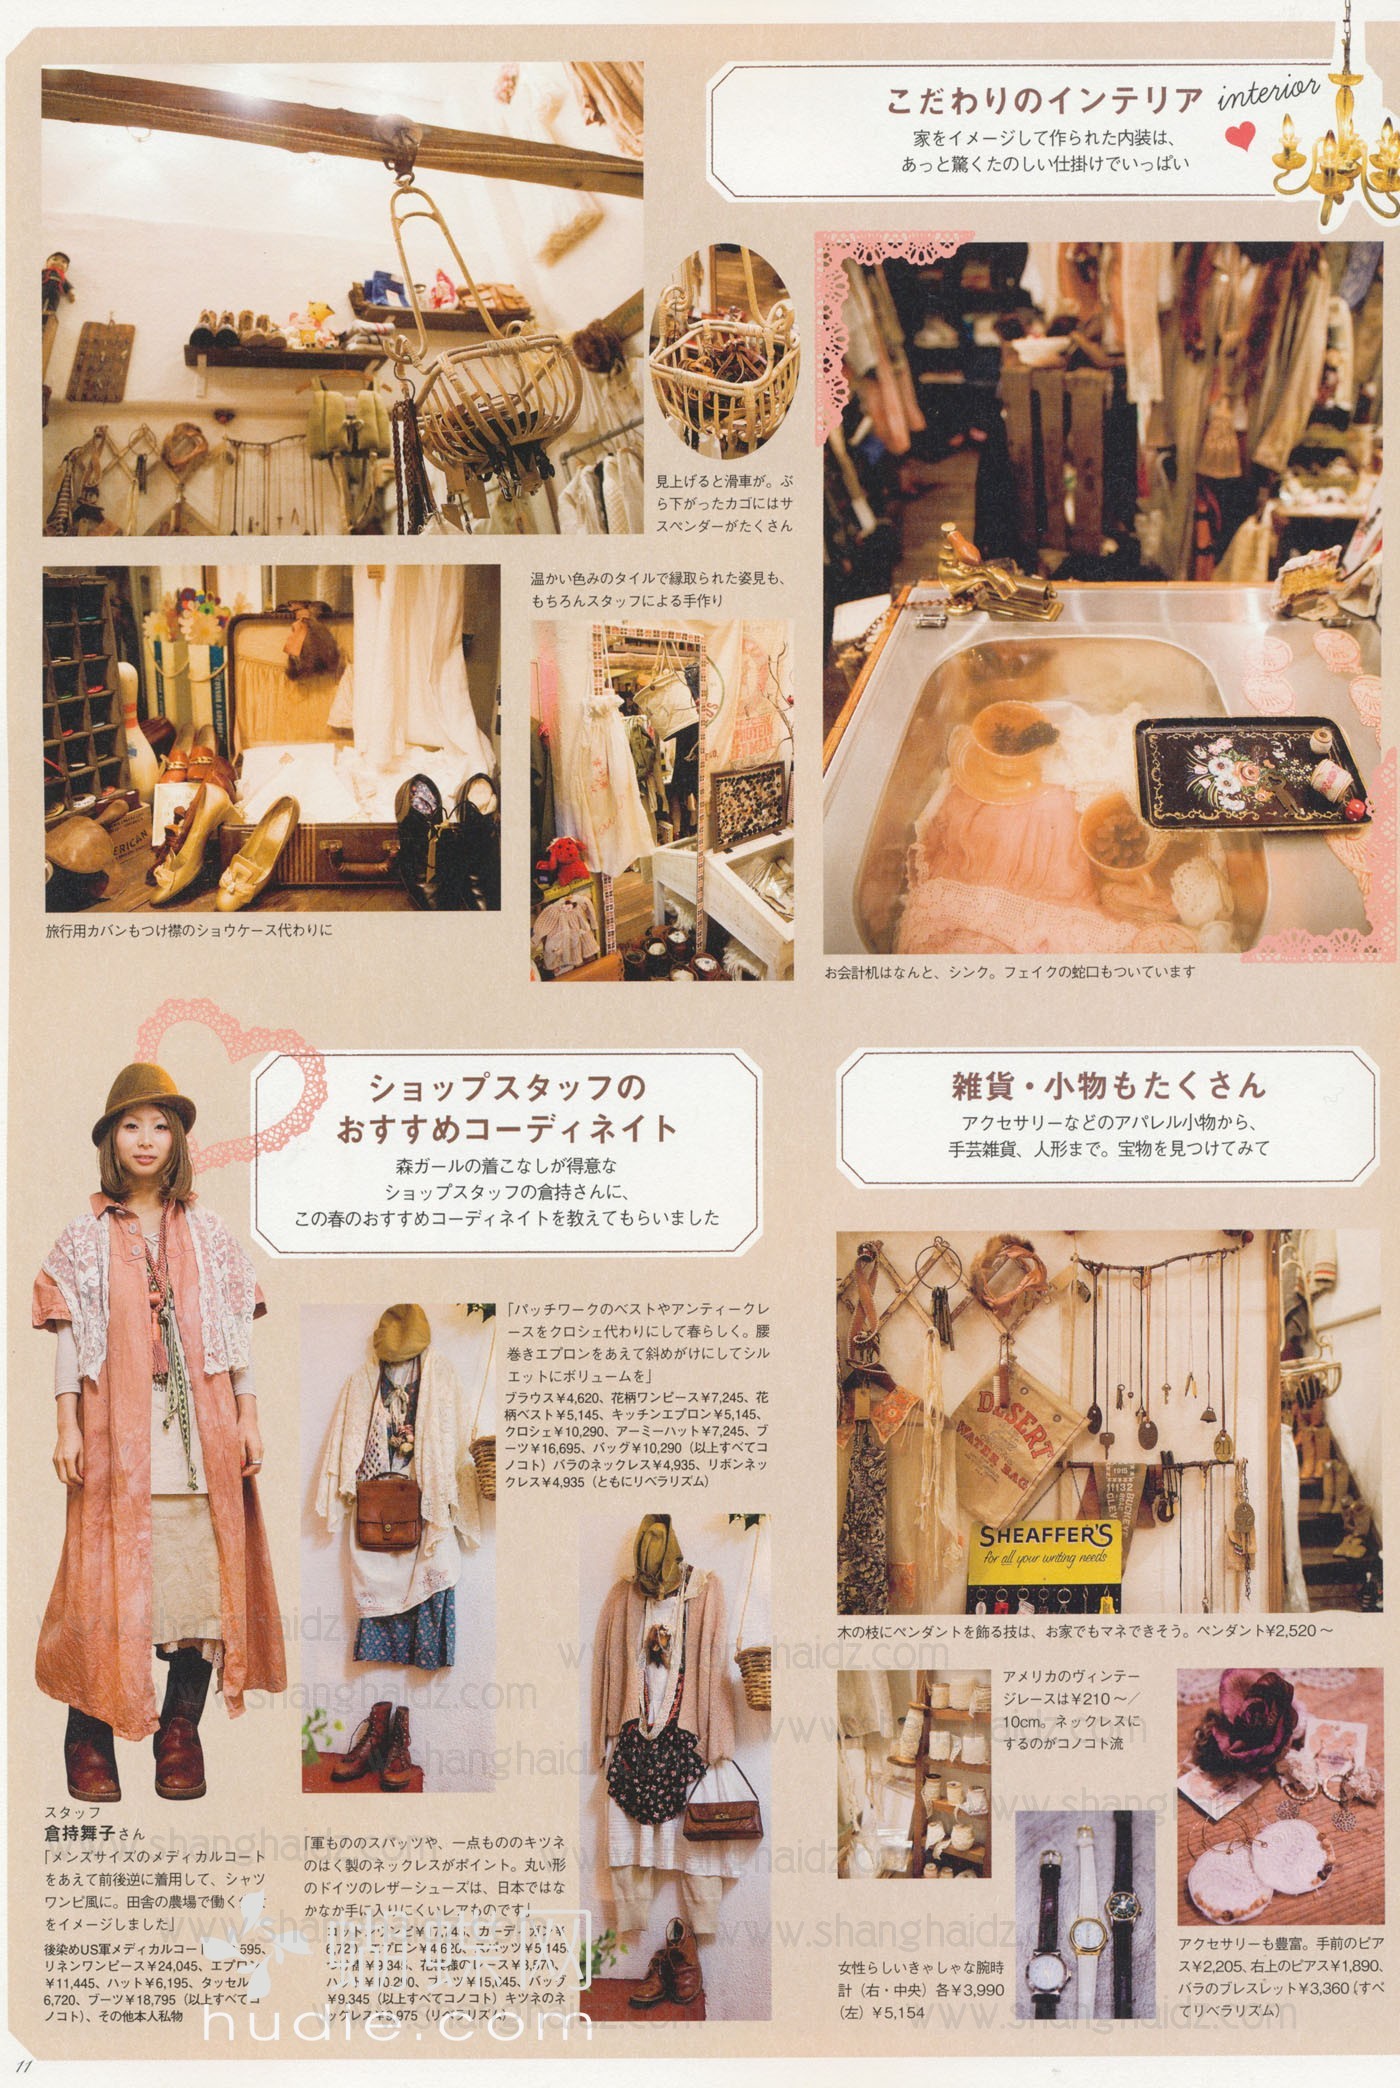 こだわりのインテリア
interior
家をイメージして作られた内装は、
あっと驚くたのしい仕掛けでいっぱい
見上げると滑車が。ぶ
ら下がったカゴにはサ
スペンダーがたくさん
温かい色みのタイルで縁取られた姿見も、
もちろんスタッフによる手作り
旅行用カバンもつけ襟のショウケース代わりに
お会計机はなんと、シンク。フェイクの蛇口もついています
ショップスタッフの
おすすめコーディネイト
森ガールの着こなしが得意な
ショップスタッフの倉持さんに、
この春のおすすめコーディネイトを教えてもらいました
「パッチワークのベストやアンティークレ
ースをクロシェ代わりにして春らしく。腰
巻きエプロンをあえて斜めがけにしてシル
エットにボリュームを」
ブラウス¥4,620、花柄ワンピース¥7,245、花
柄ベスト¥5,145、キッチンエプロン¥5,145、
クロシェ¥10,290、アーミーハット¥7,245、ブ
ーツ¥16,695、バッグ¥10,290（以上すべてコ
ノコト）バラのネックレス¥4,935、リボンネッ
クレス¥4,935（ともにリベラリズム）
スタッフ
倉持舞子さん
「メンズサイズのメディカルコート
をあえて前後逆に着用して、シャツ
ワンピ風に。田舎の農場で働く
をイメージしました」
後染めUS軍メディカルコー 595、
リネンワンピース¥24,045、エプロン
¥11,445、ハット¥6,195、タッセル
6,720、ブーツ¥18,795（以上すべてコ
ノコト）、その他本人私物
「軍もののスパッツや、一点もののキツネ
のはく製のネックレスがポイント。丸い形
のドイツのレザーシューズは、日本ではな
かなか手に入りにくいレアものです」
¥9,345（以上すべてコノコト）キツネのネ
雑貨・小物もたくさん
アクセサリーなどのアパレル小物から、
手芸雑貨、人形まで。宝物を見つけてみて
DESERT
WATER BAG
SHEAFFER'S
for all your writing needs
木の枝にペンダントを飾る技は、お家でもマネできそう。ペンダント¥2,520～
アメリカのヴィンテー
ジレースは¥210～／
10cm。ネックレスに
するのがコノコト流
女性らしいきゃしゃな腕時
計（右・中央）各¥3,990
（左）¥5,154
アクセサリーも豊富。手前のピア
ス¥2,205、右上のピアス¥1,890、
バラのブレスレット¥3,360（すべ
てリベラリズム）
www.shanghaidz.com
hudie.com
11